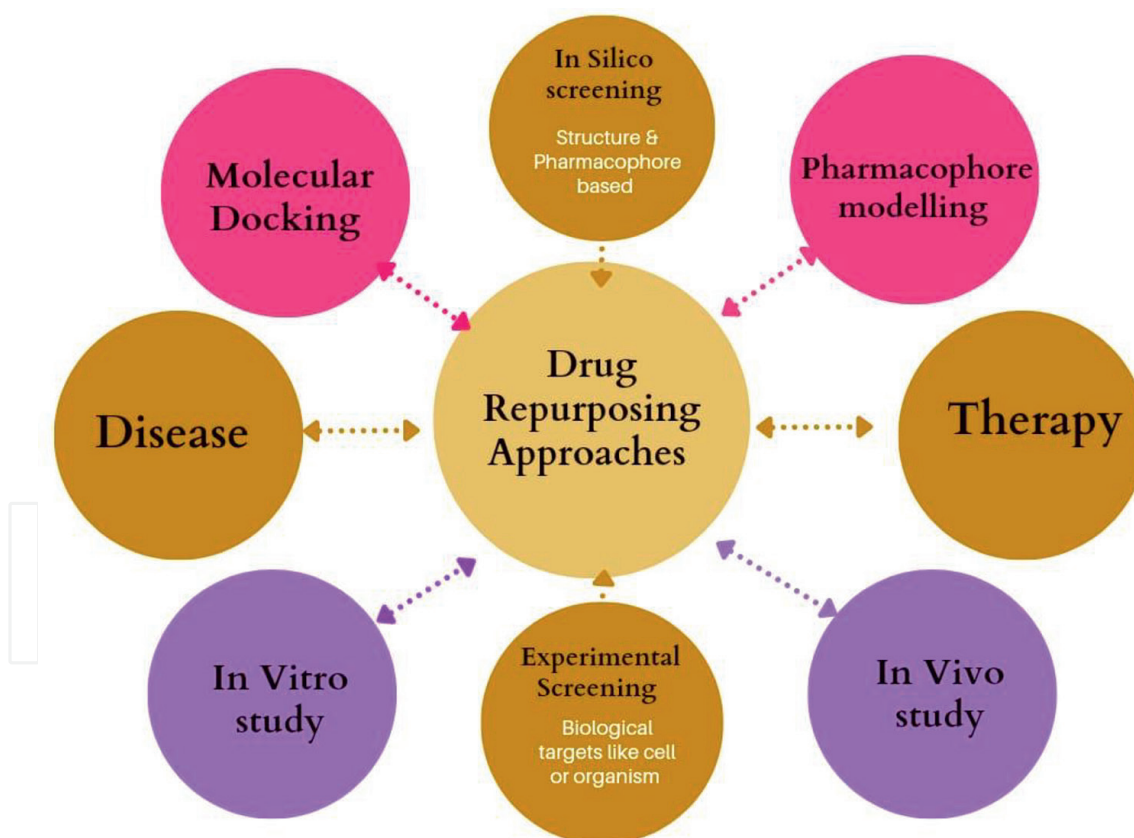 In Silico
screening
Structure &
Pharmacophore
based
Molecular
Docking
Pharmacophore
modelling
Disease
Drug
Repurposing
Approaches
Therapy
In Vitro
study
Experimental
Screening
Biological
targets like cell
or organism
In Vivo
study